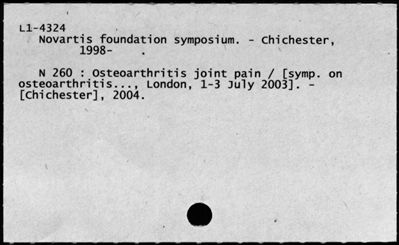 L1-4324
Novartis foundation symposium. - Chichester,
1998-
N 260 : Osteoarthritis joint pain / [symp. on
osteoarthritis..., London, 1-3 July 2003]. -
[Chichester], 2004.